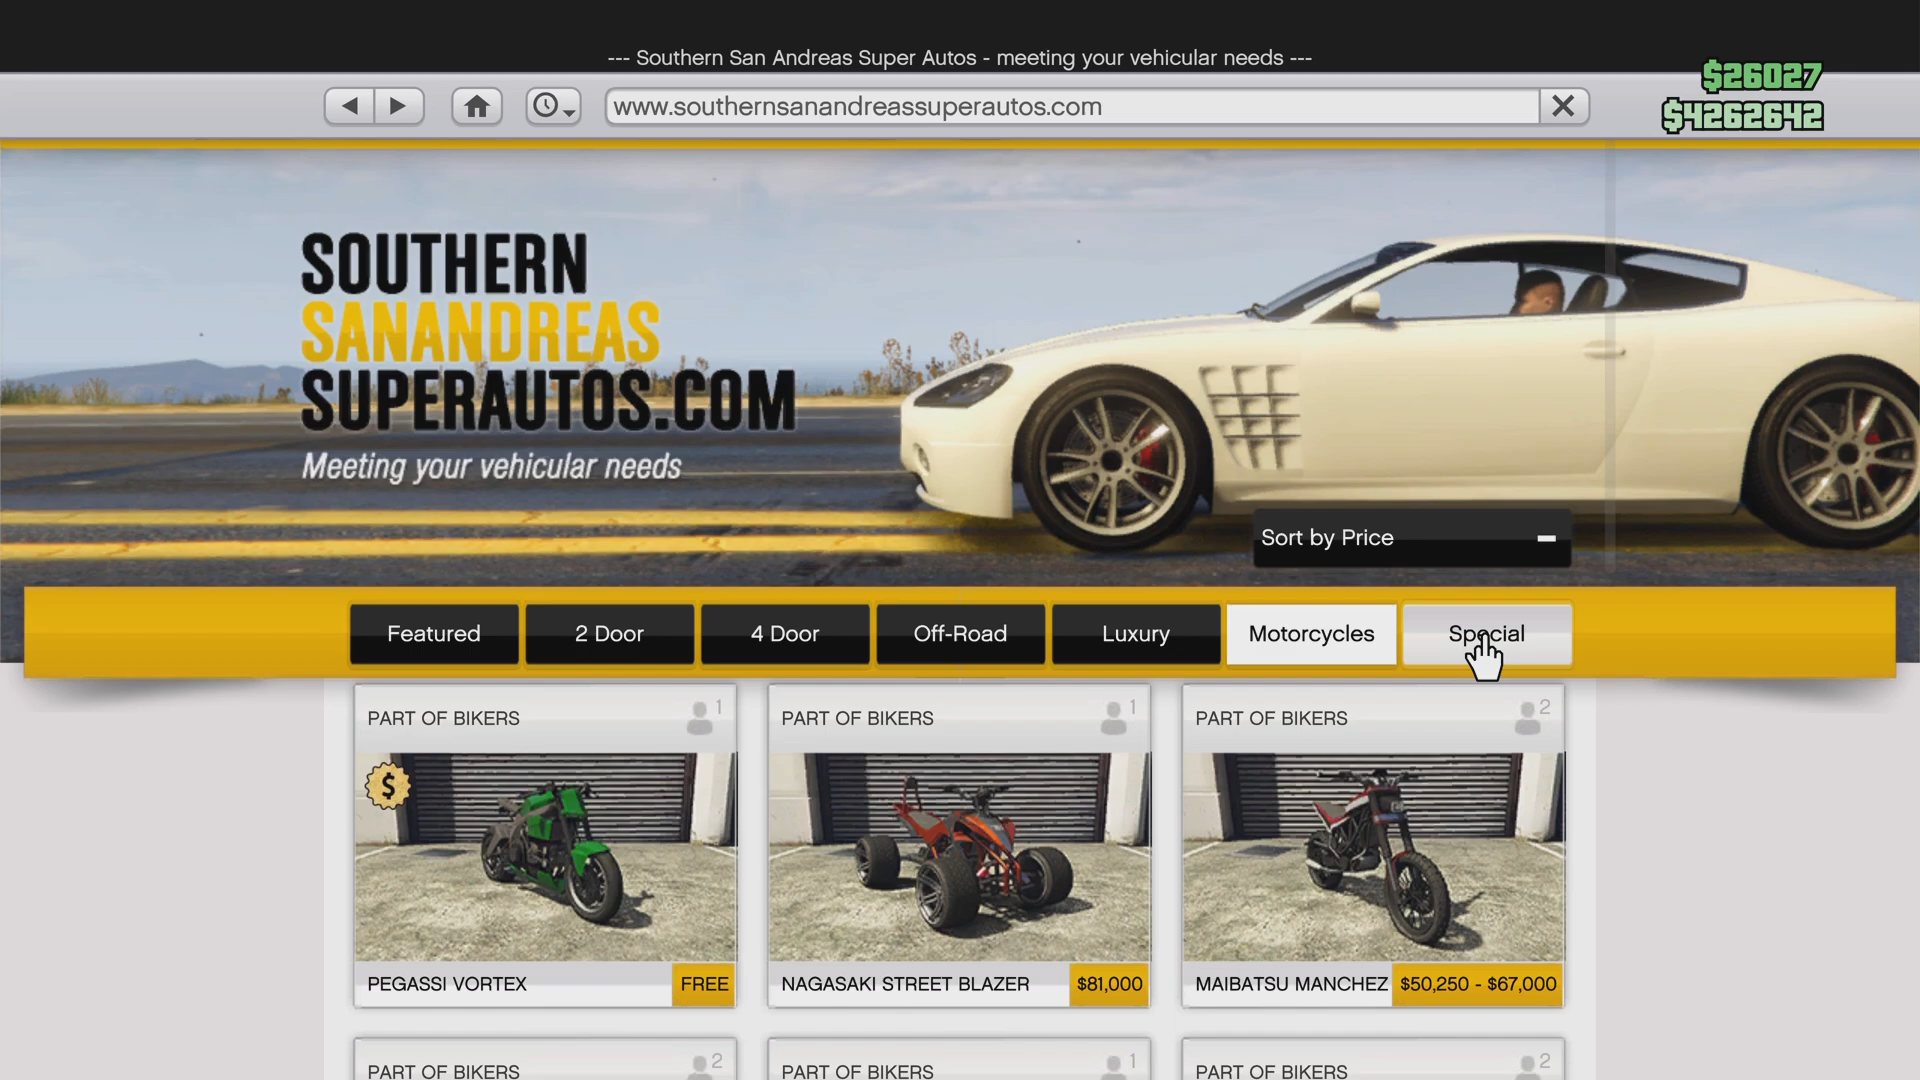 --- Southern San Andreas Super Autos - meeting your vehicular needs ---
$26027
www.southernsanandreassuperautos.com
$4262642
SOUTHERN
SANANDREAS
SUPERAUTOS.COM
Meeting your vehicular needs
Sort by Price
Featured 2 Door 4 Door Off-Road Luxury Motorcycles Special
PART OF BIKERS 1 PART OF BIKERS 1 PART OF BIKERS 2
$
PEGASSI VORTEX FREE NAGASAKI STREET BLAZER $81,000 MAIBATSU MANCHEZ $50,250 - $67,000
PART OF BIKERS 2 PART OF BIKERS 1 PART OF BIKERS 2